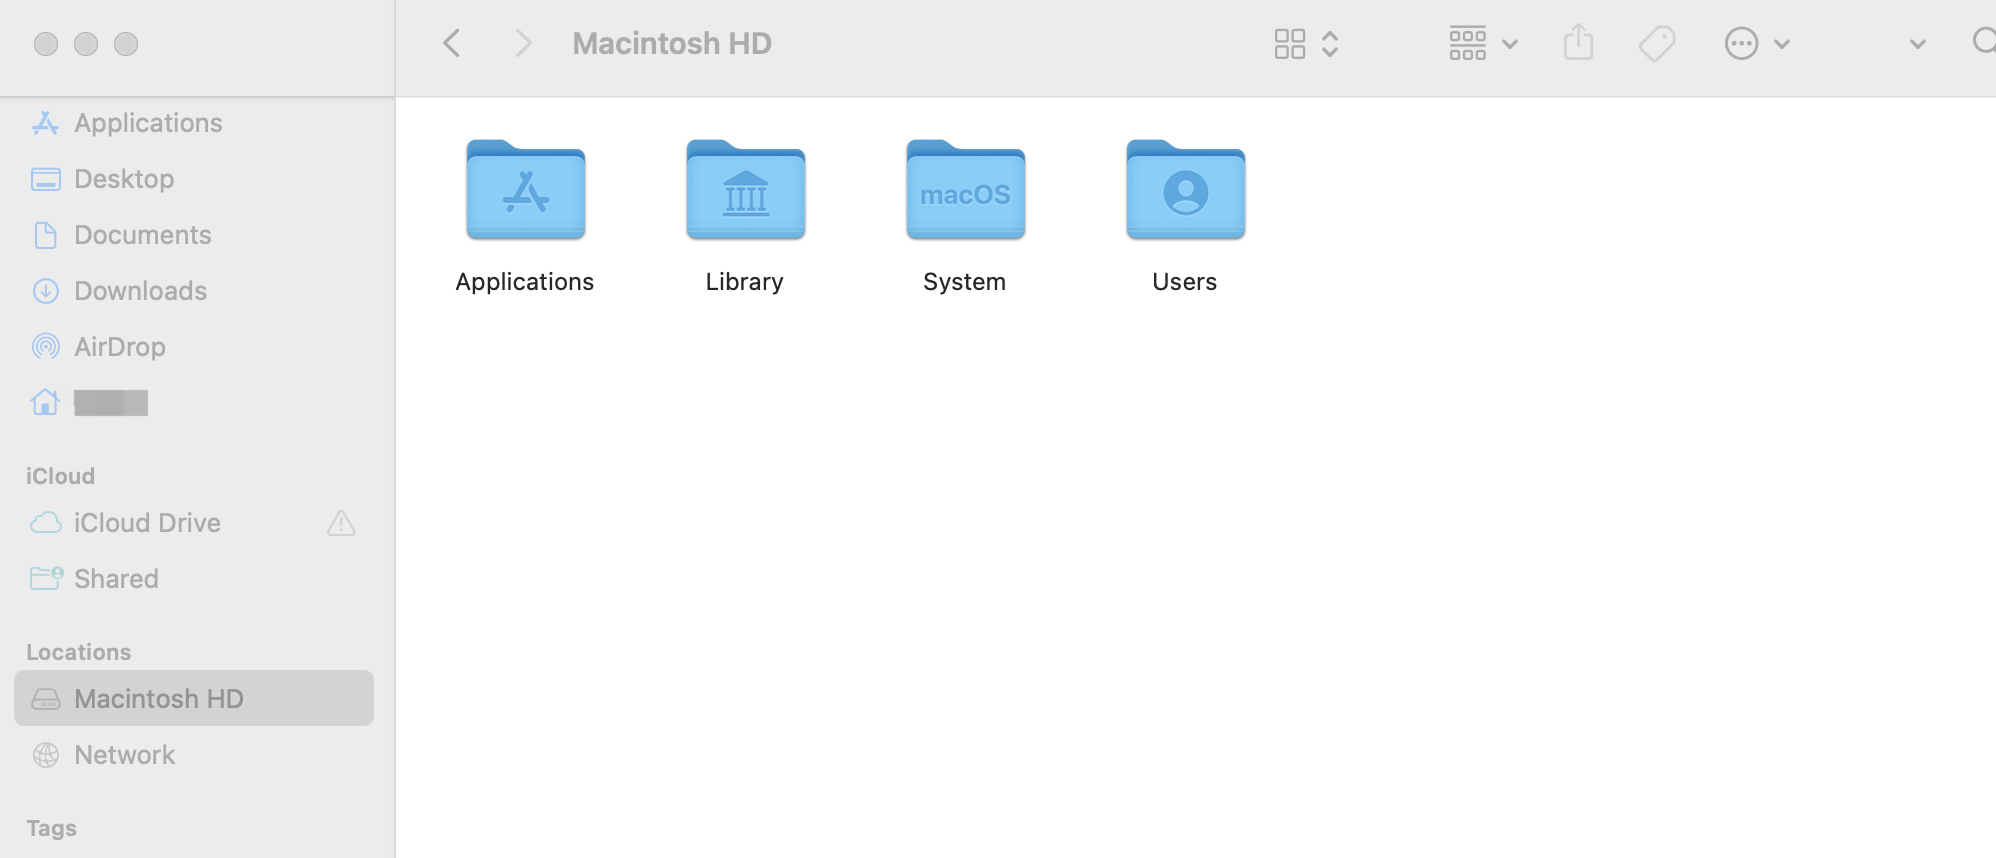 Macintosh HD
Applications
Desktop
Documents
Downloads
AirDrop
iCloud
iCloud Drive
Shared
Locations
Macintosh HD
Network
Tags
macOS
Applications
Library
System
Users